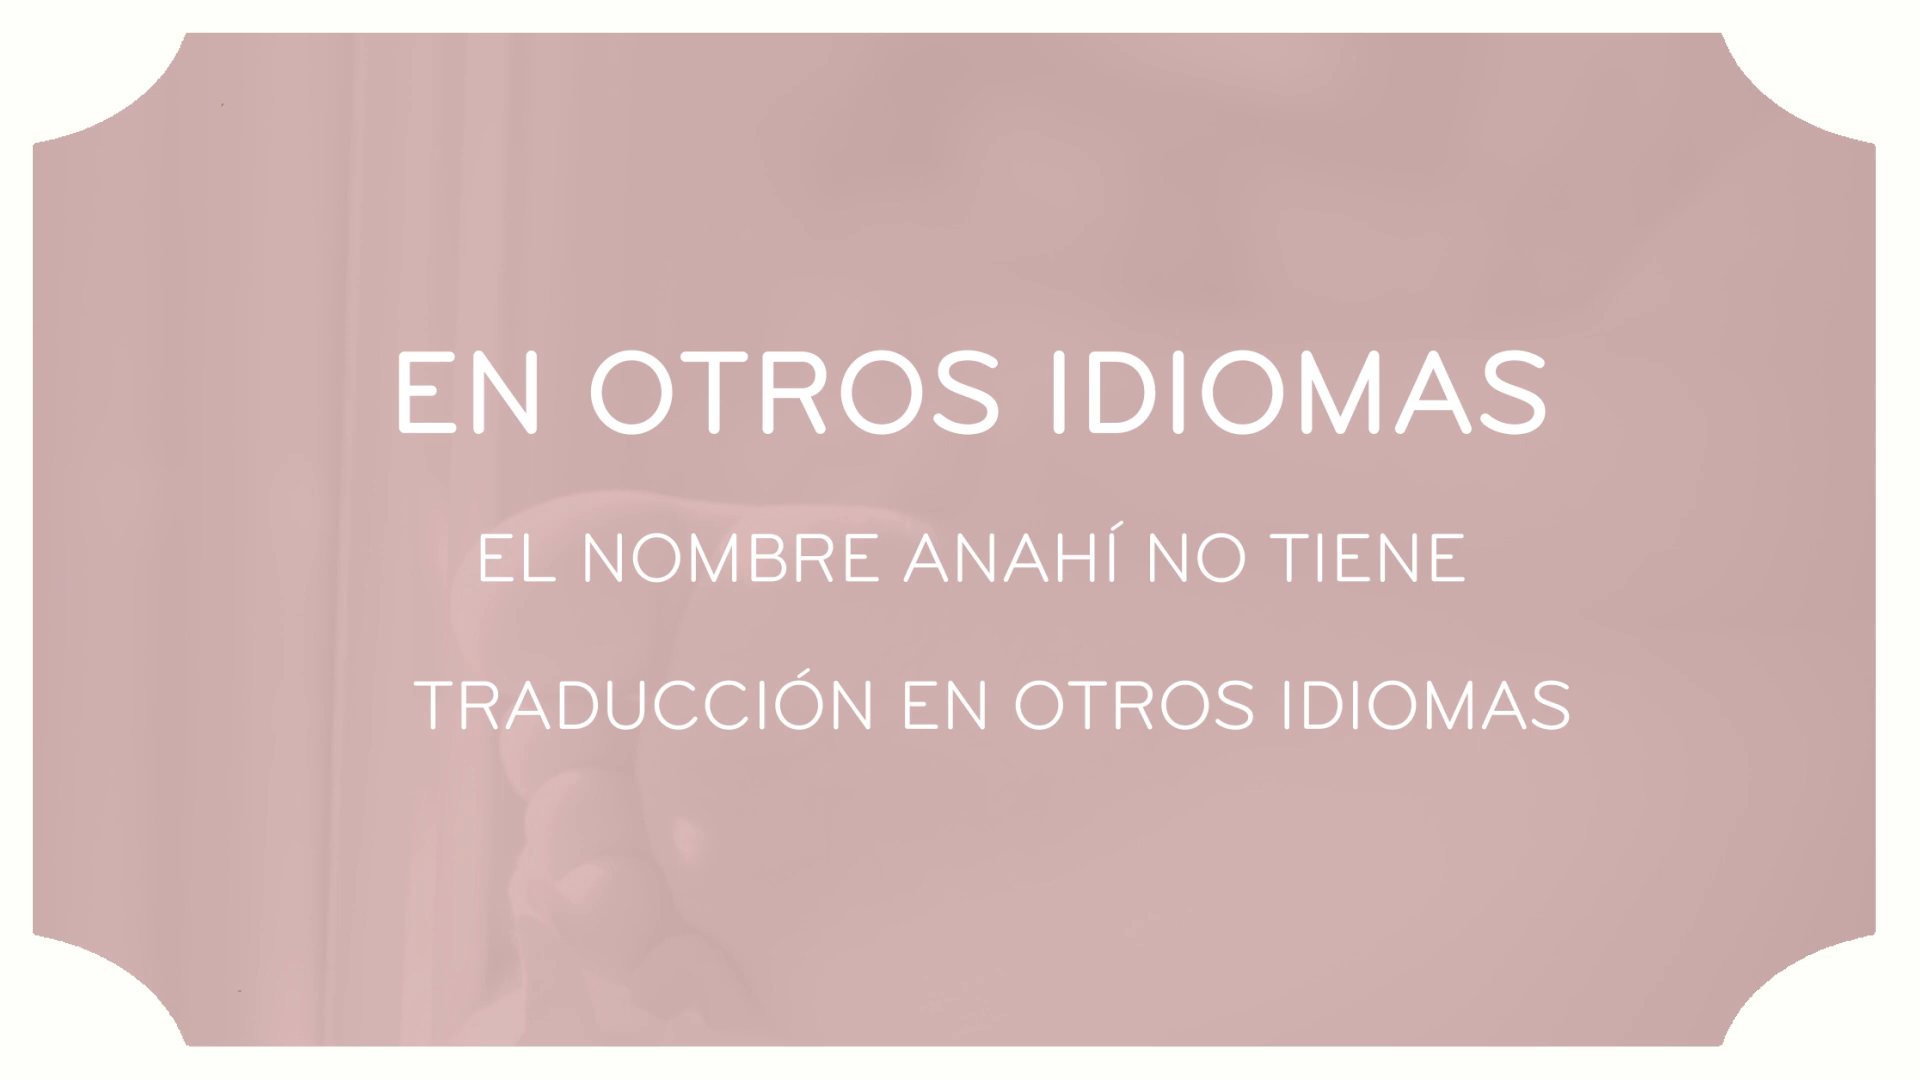 EN OTROS IDIOMAS
EL NOMBRE ANAHÍ NO TIENE
TRADUCCIÓN EN OTROS IDIOMAS